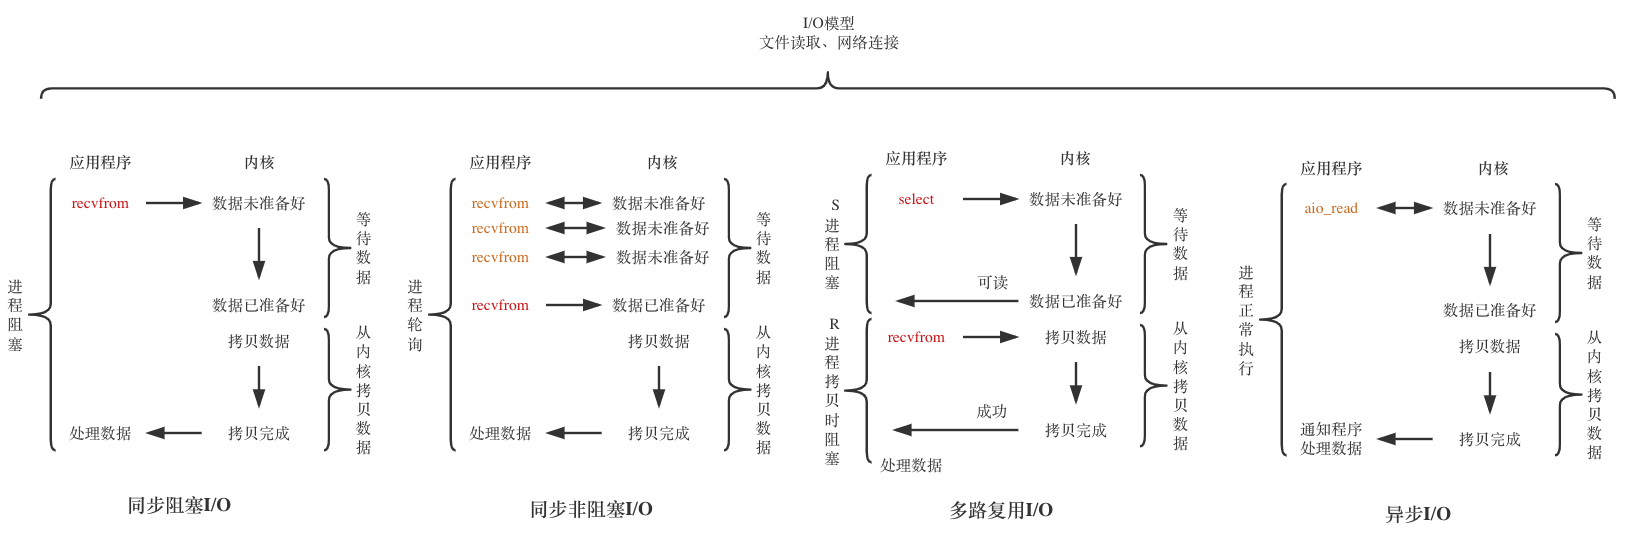 I/O模型
文件读取、网络连接
应用程序
内核
recvfrom
数据未准备好
数据已准备好
拷贝数据
处理数据
拷贝完成
进程阻塞
等待数据
从内核拷贝数据
同步阻塞I/O
应用程序
内核
recvfrom
数据未准备好
recvfrom
数据未准备好
recvfrom
数据未准备好
recvfrom
数据已准备好
拷贝数据
处理数据
拷贝完成
进程轮询
等待数据
从内核拷贝数据
同步非阻塞I/O
应用程序
内核
select
数据未准备好
可读
数据已准备好
recvfrom
拷贝数据
成功
拷贝完成
处理数据
S进程阻塞
R进程拷贝时阻塞
等待数据
从内核拷贝数据
多路复用I/O
应用程序
内核
aio_read
数据未准备好
数据已准备好
拷贝数据
通知程序
处理数据
拷贝完成
进程正常执行
等待数据
从内核拷贝数据
异步I/O